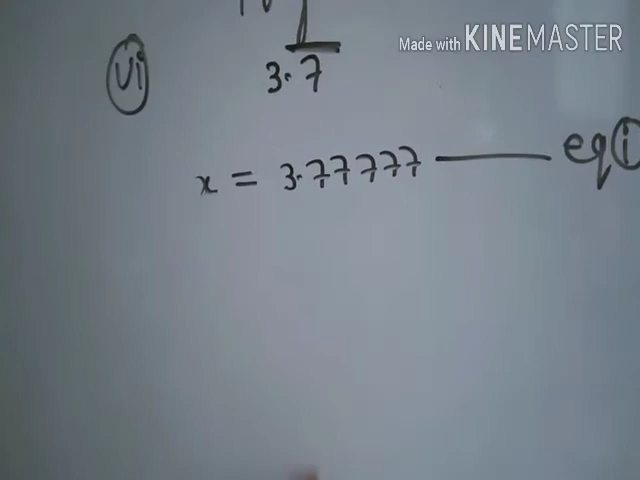 Made with KINEMASTER
vi
3.7
x = 3.77777 —— eq i